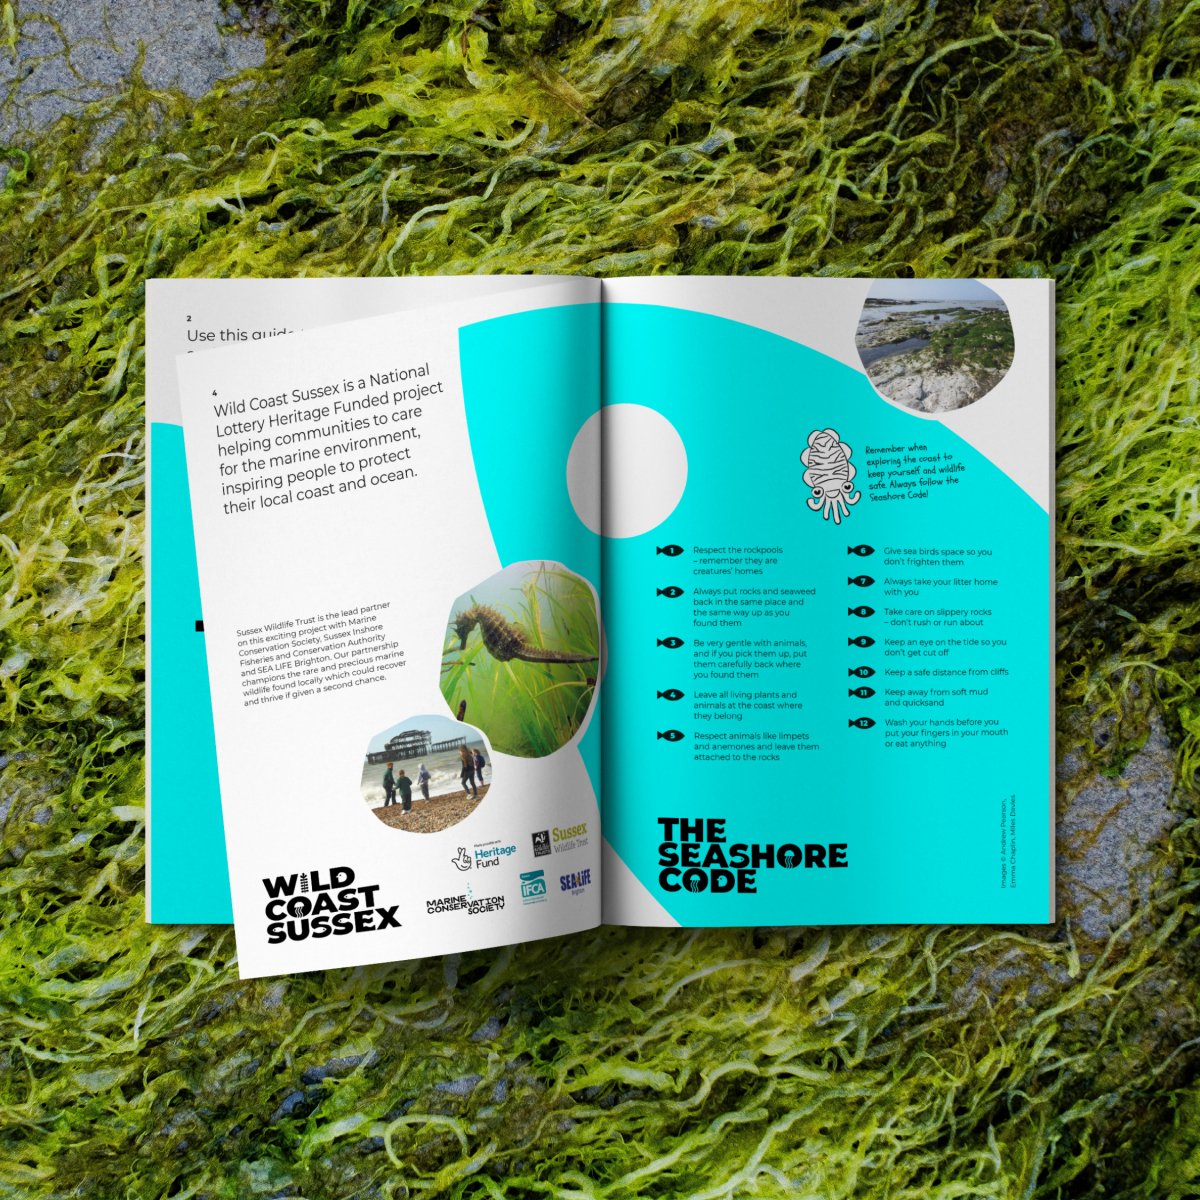 2
Use this guide
4
Wild Coast Sussex is a National
Lottery Heritage Funded project
helping communities to care
for the marine environment,
inspiring people to protect
their local coast and ocean.
Sussex Wildlife Trust is the lead partner
on this exciting project with Marine
Conservation Society, Sussex Inshore
Fisheries and Conservation Authority
and SEA LIFE Brighton. Our partnership
champions the rare and precious marine
wildlife found locally which could recover
and thrive if given a second chance.
WILD
COAST
SUSSEX
Made possible with
Heritage
Fund
Sussex
Wildlife Trust
MARINE
CONSERVATION
SOCIETY
IFCA
SEA LIFE
Brighton
Remember when
exploring the coast to
keep yourself and wildlife
safe. Always follow the
Seashore Code!
1 Respect the rockpools
– remember they are
creatures' homes
2 Always put rocks and seaweed
back in the same place and
the same way up as you
found them
3 Be very gentle with animals,
and if you pick them up, put
them carefully back where
you found them
4 Leave all living plants and
animals at the coast where
they belong
5 Respect animals like limpets
and anemones and leave them
attached to the rocks
6 Give sea birds space so you
don't frighten them
7 Always take your litter home
with you
8 Take care on slippery rocks
– don't rush or run about
9 Keep an eye on the tide so you
don't get cut off
10 Keep a safe distance from cliffs
11 Keep away from soft mud
and quicksand
12 Wash your hands before you
put your fingers in your mouth
or eat anything
THE
SEASHORE
CODE
Images © Andrew Pearson,
Emma Chaplin, Miles Davies